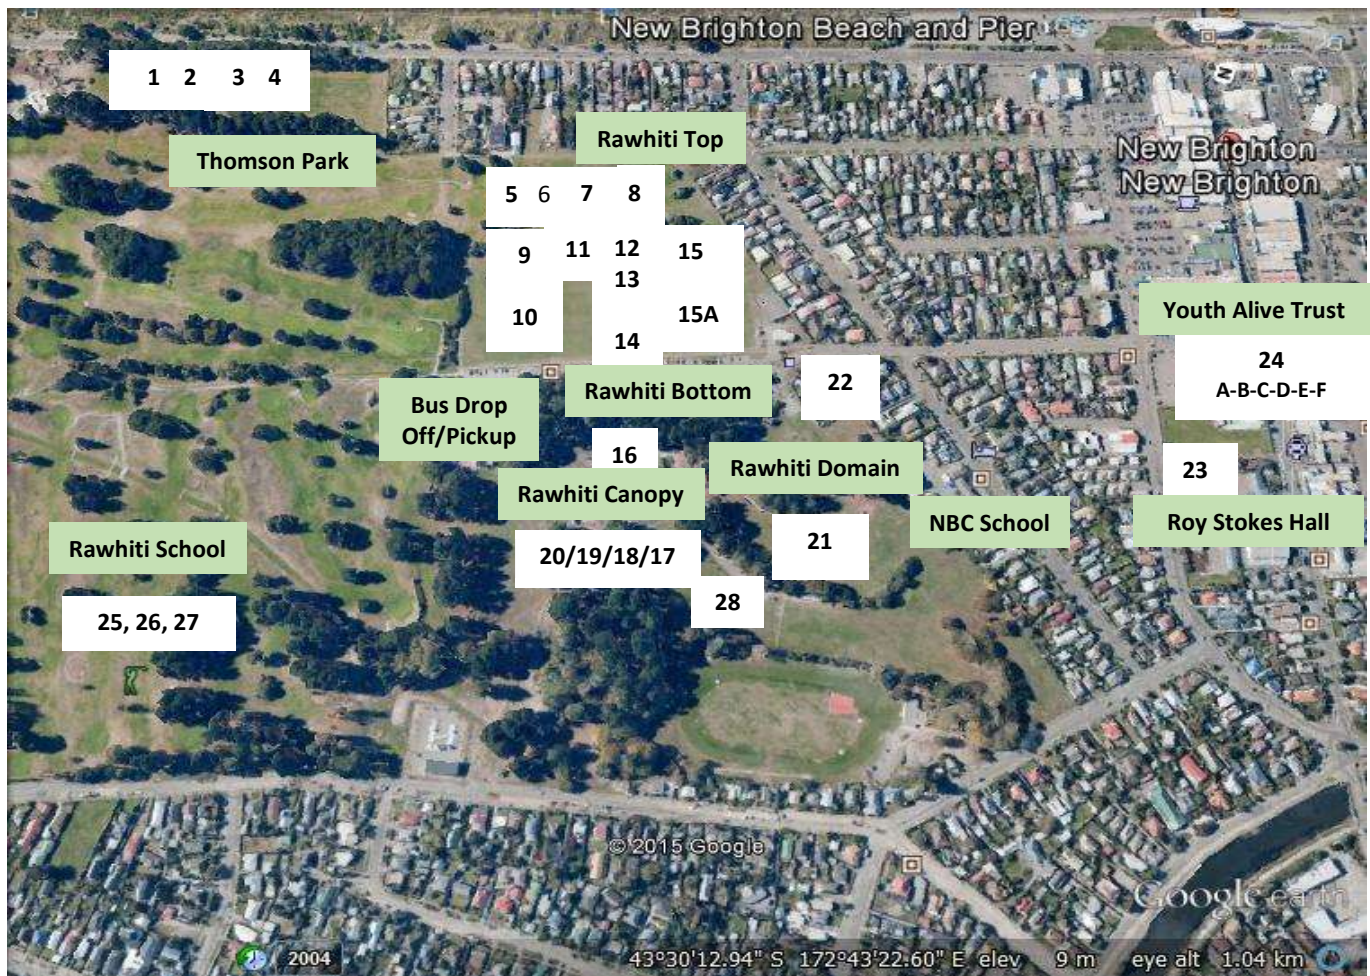 New Brighton Beach and Pier
N
1 2 3 4
Thomson Park
Rawhiti Top
New Brighton
New Brighton
5 6 7 8
9 11 12 15
13
10 15A
14
Youth Alive Trust
24
A-B-C-D-E-F
22
Bus Drop
Off/Pickup
Rawhiti Bottom
16
Rawhiti Domain
23
Rawhiti Canopy
NBC School
Roy Stokes Hall
Rawhiti School
20/19/18/17
21
28
25, 26, 27
© 2015 Google
Google earth
2004
43°30'12.94" S 172°43'22.60" E elev 9 m eye alt 1.04 km